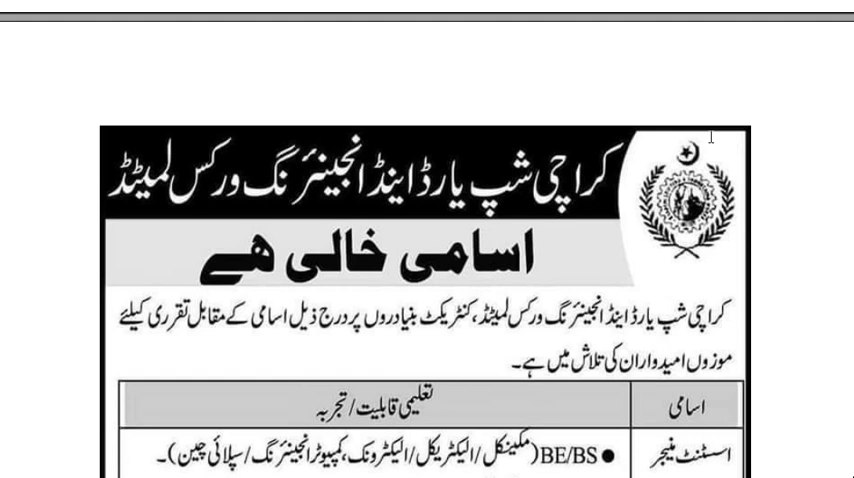 کراچی شپ یارڈ اینڈ انجینئرنگ ورکس لمیٹڈ
اسامی خالی ہے
کراچی شپ یارڈ اینڈ انجینئرنگ ورکس لمیٹڈ، کنٹریکٹ بنیادوں پر درج ذیل اسامی کے مقابل تقرری کیلئے
موزوں امیدواران کی تلاش میں ہے۔
اسامی تعلیمی قابلیت/تجربہ
اسسٹنٹ منیجر ● BE/BS (مکینکل/الیکٹریکل/الیکٹرونک، کمپیوٹر انجینئرنگ/سپلائی چین)۔